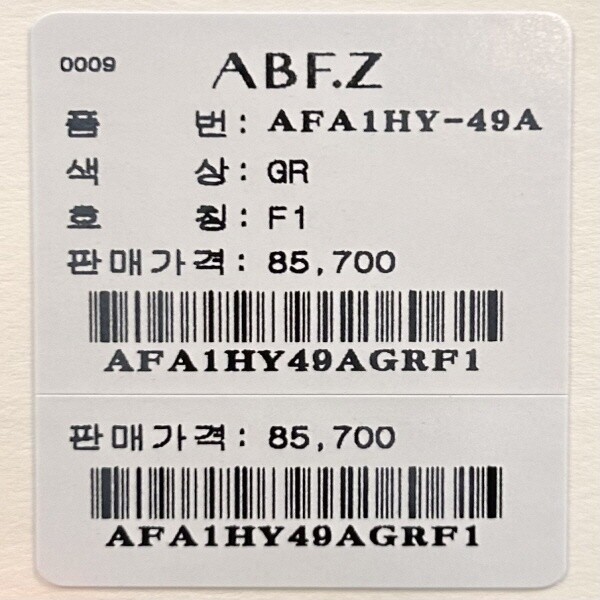 0009 ABF.Z
품 번: AFA1HY-49A
색 상: GR
호 칭: F1
판매가격: 85,700
AFA1HY49AGRF1
판매가격: 85,700
AFA1HY49AGRF1